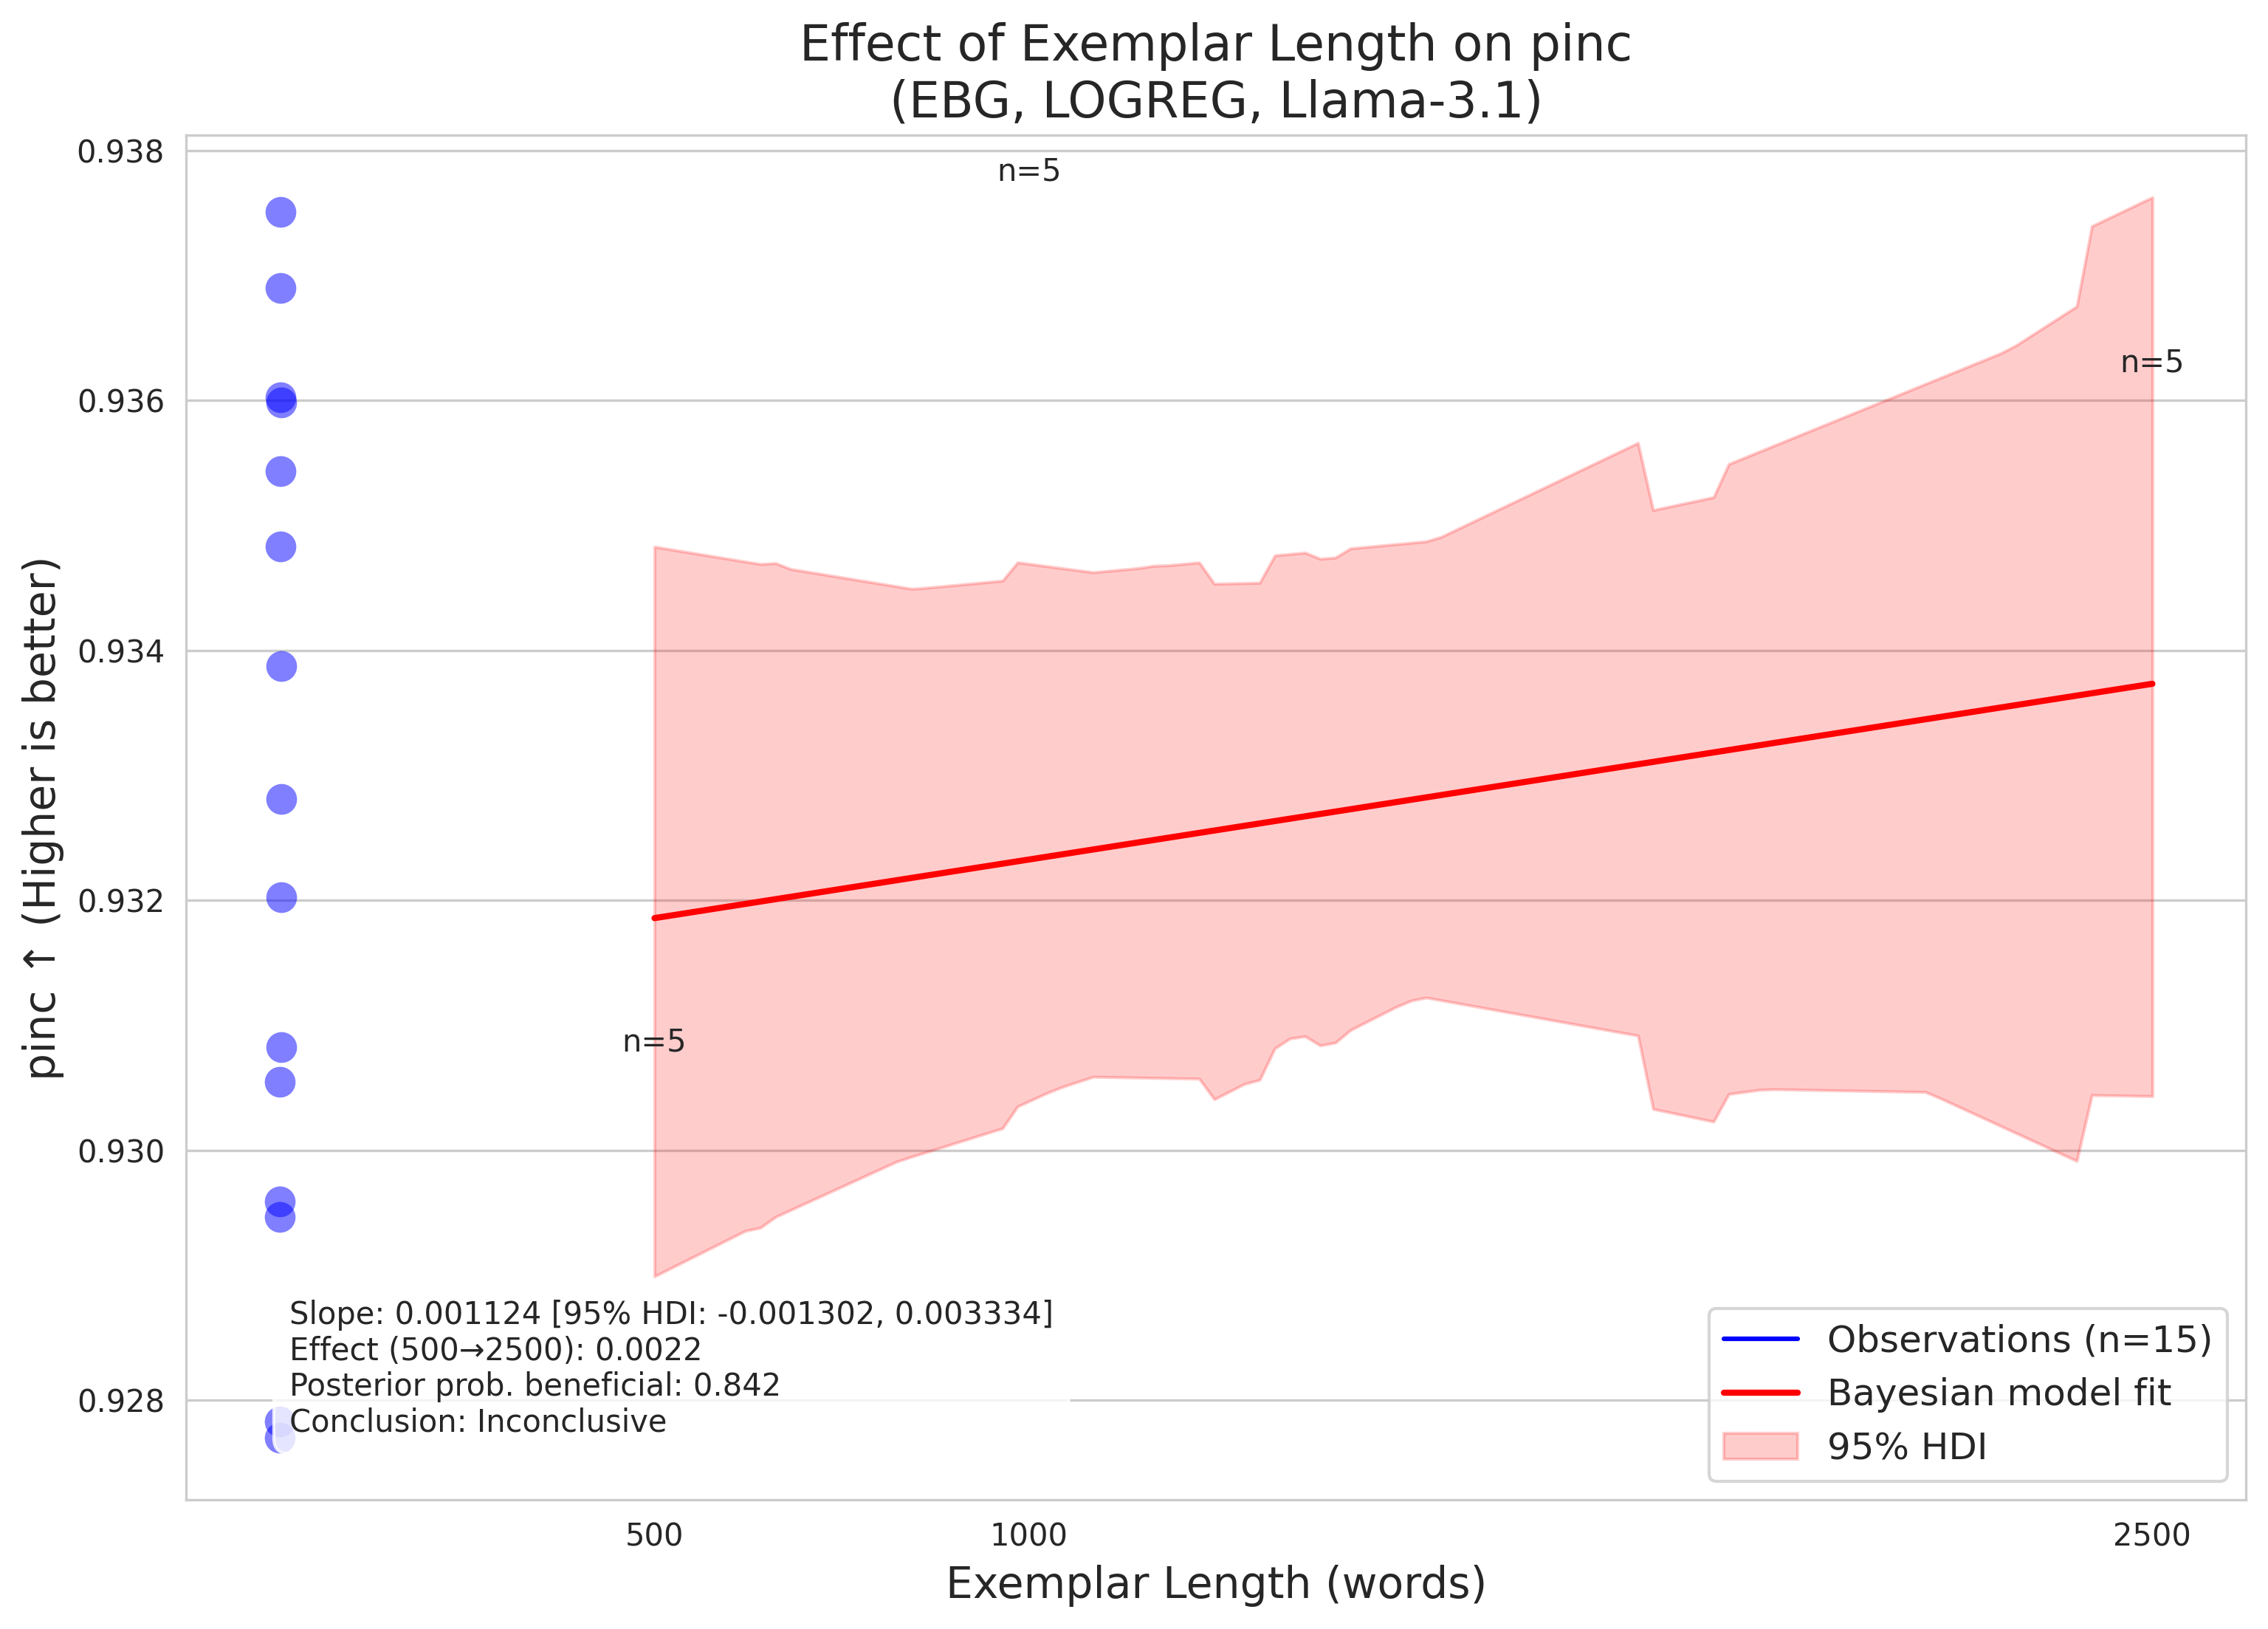 Effect of Exemplar Length on pinc
(EBG, LOGREG, Llama-3.1)
pinc ↑ (Higher is better)
0.938
0.936
0.934
0.932
0.930
0.928
n=5
n=5
n=5
Slope: 0.001124 [95% HDI: -0.001302, 0.003334]
Effect (500→2500): 0.0022
Posterior prob. beneficial: 0.842
Conclusion: Inconclusive
Observations (n=15)
Bayesian model fit
95% HDI
500
1000
2500
Exemplar Length (words)